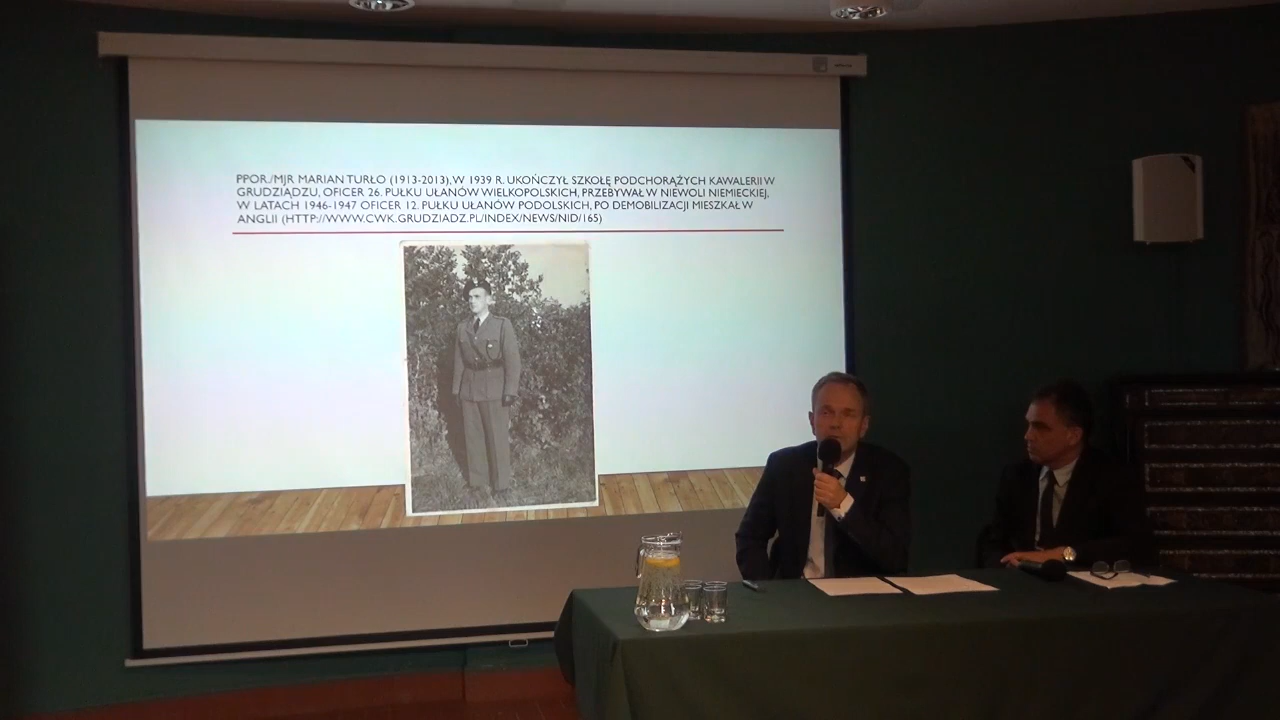 PPOR./MJR MARIAN TURŁO (1913-2013), W 1939 R. UKOŃCZYŁ SZKOŁĘ PODCHORĄŻYCH KAWALERII W
GRUDZIĄDZU, OFICER 26. PUŁKU UŁANÓW WIELKOPOLSKICH, PRZEBYWAŁ W NIEWOLI NIEMIECKIEJ,
W LATACH 1946-1947 OFICER 12. PUŁKU UŁANÓW PODOLSKICH, PO DEMOBILIZACJI MIESZKAŁ W
ANGLII (HTTP://WWW.CWK.GRUDZIADZ.PL/INDEX/NEWS/NID/165)